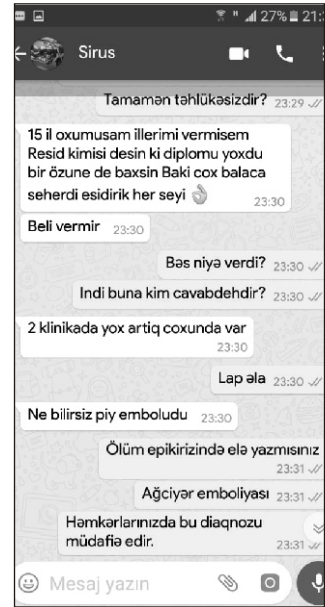 27% 21:
Sirus
Tamamən təhlükəsizdir? 23:29
15 il oxumusam illerimi vermisem
Resid kimisi desin ki diplomu yoxdu
bir özune de baxsin Baki cox balaca
seherdi esidirik her seyi 👌
23:30
Beli vermir 23:30
Bəs niyə verdi? 23:30
Indi buna kim cavabdehdir? 23:30
2 klinikada yox artiq coxunda var
23:30
Lap əla 23:30
Ne bilirsiz piy emboludu 23:30
Ölüm epikirizində elə yazmısınız
23:31
Ağciyər emboliyası 23:31
Həmkarlarınızda bu diaqnozu
müdafiə edir.
23:31
Mesaj yazın